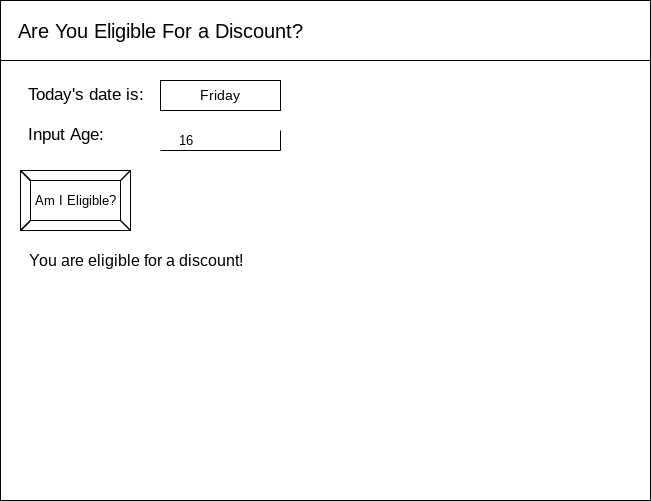 Are You Eligible For a Discount?
Today's date is: Friday
Input Age: 16
Am I Eligible?
You are eligible for a discount!